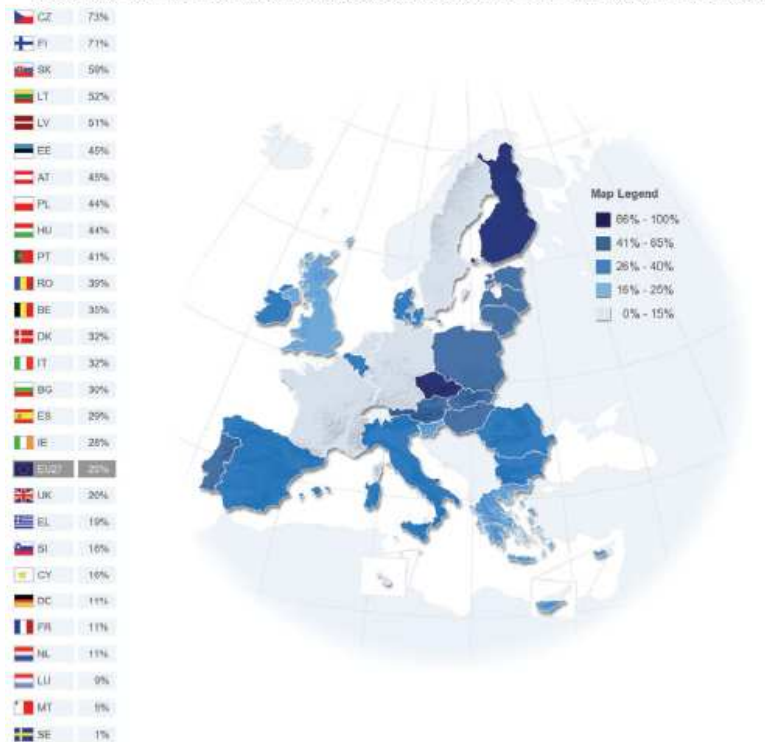 CZ 73%
FI 71%
SK 59%
LT 52%
LV 51%
EE 45%
AT 45%
PL 44%
HU 44%
PT 41%
RO 39%
BE 35%
DK 32%
IT 32%
BG 30%
ES 29%
IE 28%
EU27
UK 20%
EL 19%
SI 16%
CY 16%
11%
FR 11%
NL 11%
LU 9%
MT
SE 1%
Map Legend
66% - 100%
41% - 65%
26% - 40%
16% - 25%
0% - 15%